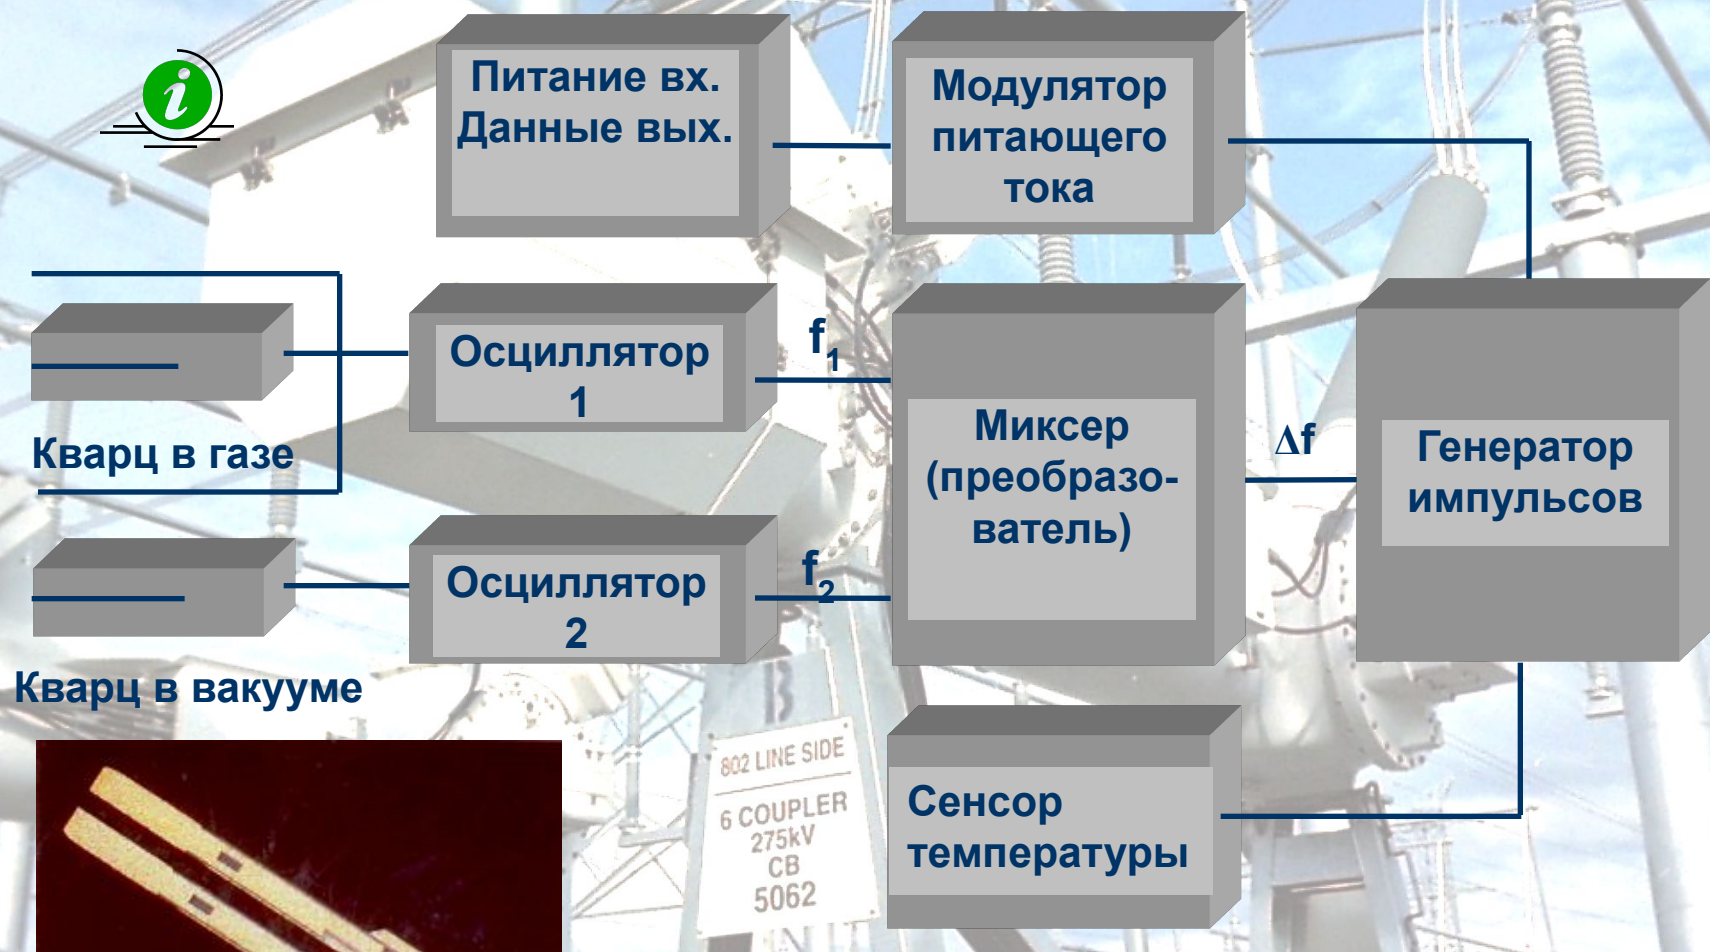 i
Питание вх.
Данные вых.
Модулятор
питающего
тока
Осциллятор
1
f1
Кварц в газе
Миксер
(преобразо-
ватель)
Δf
Генератор
импульсов
Осциллятор
2
f2
Кварц в вакууме
802 LINE SIDE
6 COUPLER
275kV
CB
5062
Сенсор
температуры